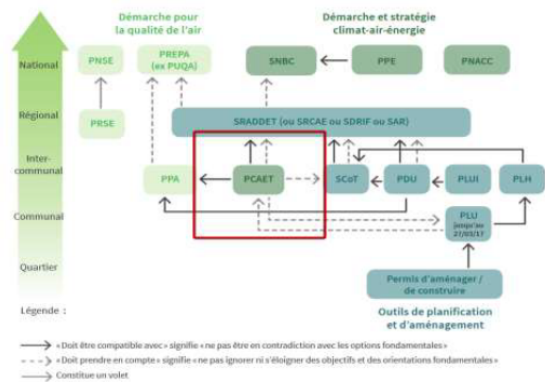 Démarche pour
la qualité de l'air
Démarche et stratégie
climat-air-énergie
National
PNSE
PREPA
(ex PUQA)
SNBC
PPE
PNACC
Régional
PRSE
SRADDET (ou SRCAE ou SDRIF ou SAR)
Inter-
communal
PPA
PCAET
SCoT
PDU
PLUI
PLH
Communal
PLU
jusqu'au
27/03/17
Quartier
Permis d'aménager /
de construire
Légende :
Outils de planification
et d'aménagement
«Doit être compatible avec» signifie «ne pas être en contradiction avec les options fondamentales»
«Doit prendre en compte» signifie «ne pas ignorer ni s'éloigner des objectifs et des orientations fondamentales»
Constitue un volet